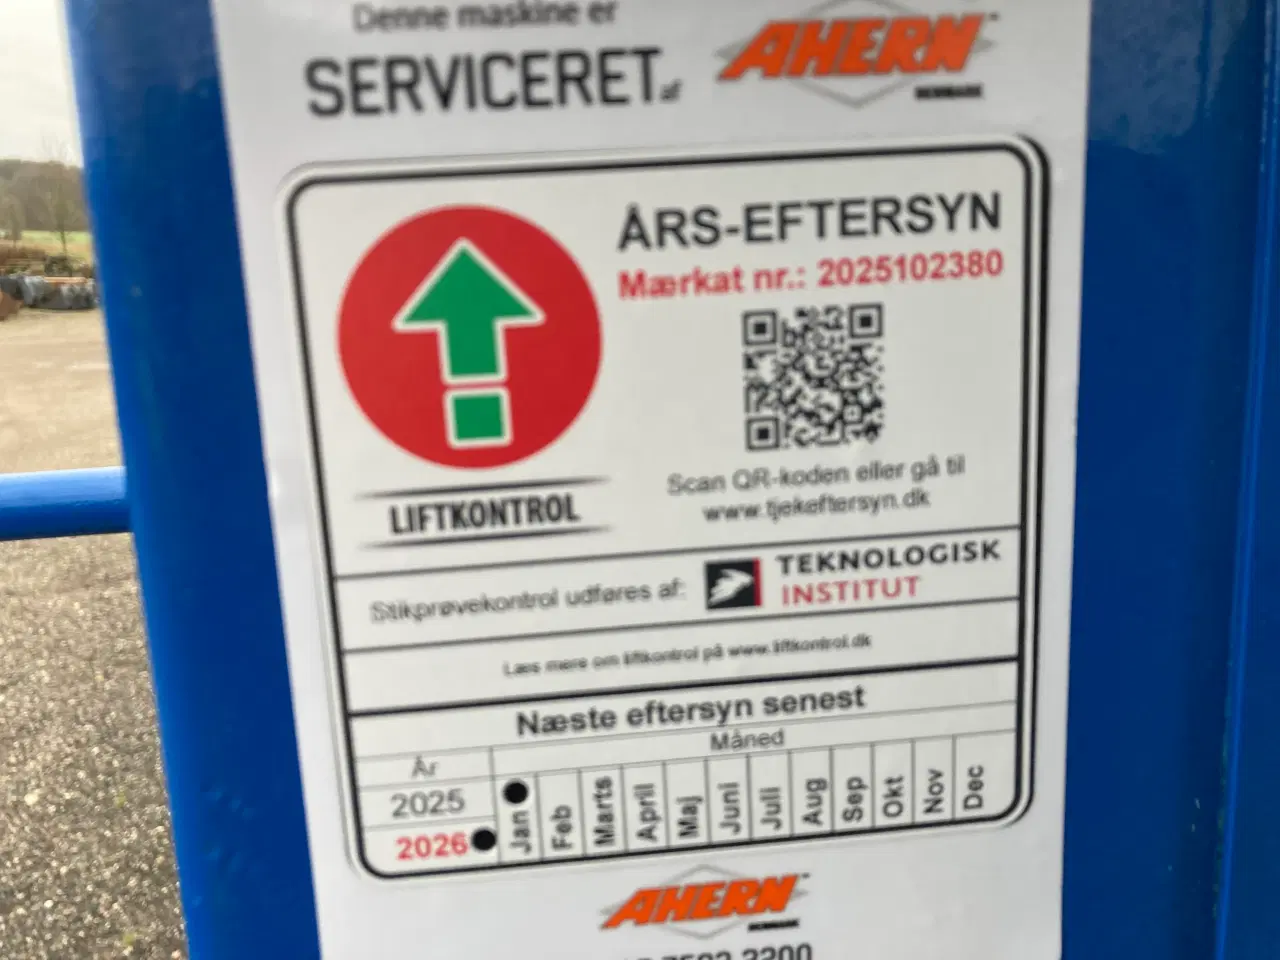 Denne maskine er
SERVICERET af
AHERN
DENMARK
ÅRS-EFTERSYN
Mærkat nr.: 2025102380
Scan QR-koden eller gå til
www.tjekeftersyn.dk
LIFTKONTROL
Stikprøvekontrol udføres af:
TEKNOLOGISK
INSTITUT
Læs mere om liftkontrol på www.liftkontrol.dk
Næste eftersyn senest
År
Måned
2025
2026
Jan
Feb
Marts
April
Maj
Juni
Juli
Aug
Sep
Okt
Nov
Dec
AHERN
DENMARK